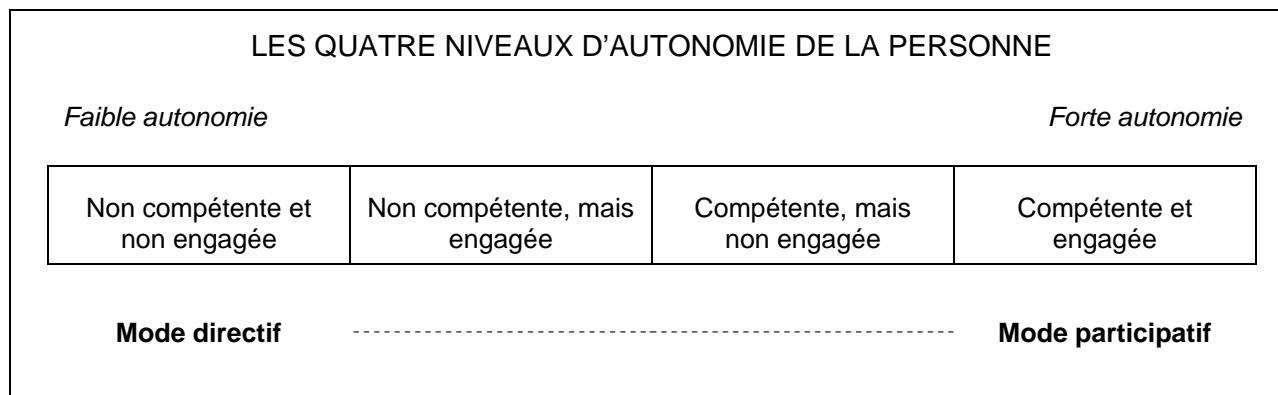 LES QUATRE NIVEAUX D'AUTONOMIE DE LA PERSONNE
Faible autonomie
Forte autonomie
Non compétente et
non engagée
Non compétente, mais
engagée
Compétente, mais
non engagée
Compétente et
engagée
Mode directif
Mode participatif